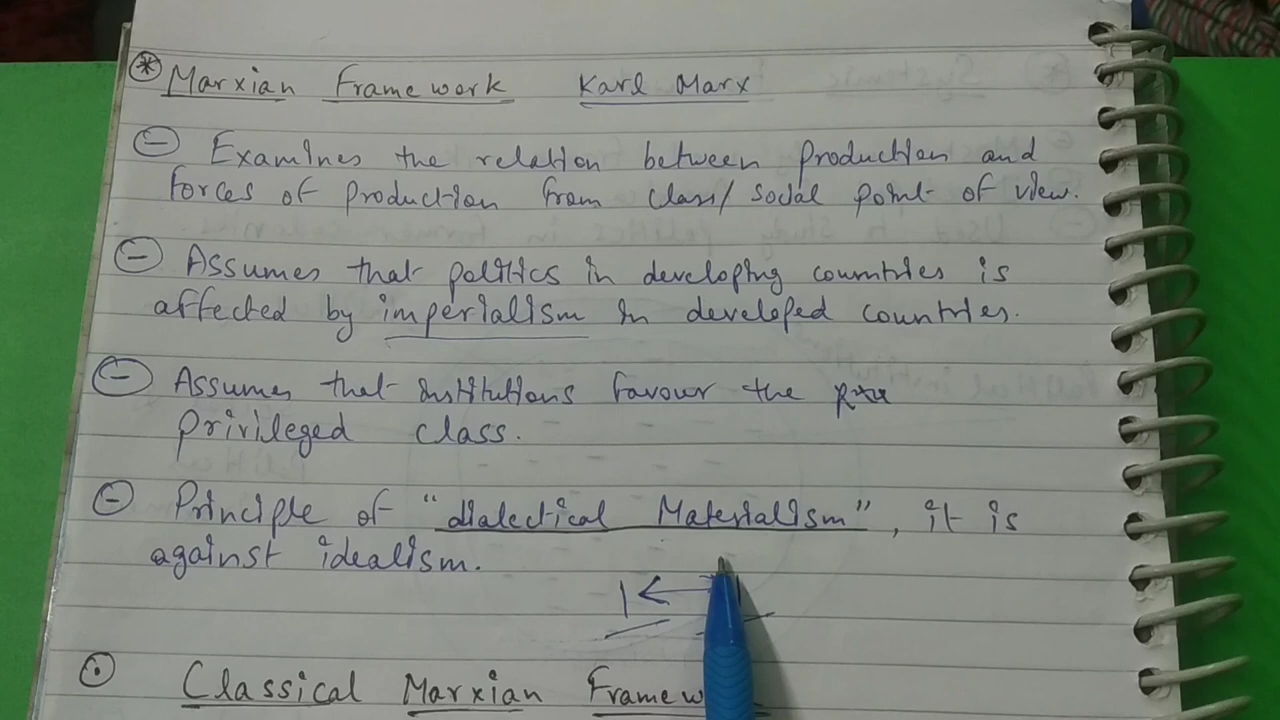 * Marxian Framework Karl Marx
- Examines the relation between production and
forces of production from class/ social point of view.
- Assumes that politics in developing countries is
affected by imperialism in developed countries.
- Assumes that institutions favour the
privileged class.
- Principle of "dialectical Materialism", it is
against idealism.
Classical Marxian Framew